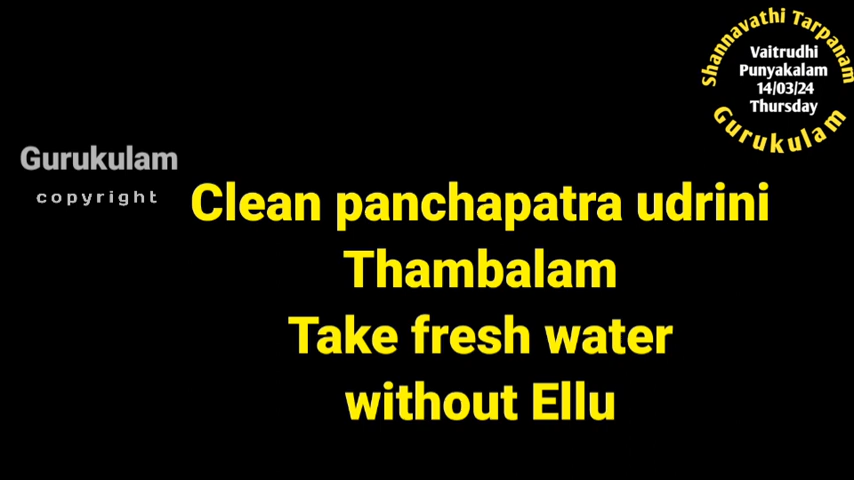 Shannavathi Tarpanam
Vaitrudhi
Punyakalam
14/03/24
Thursday
Gurukulam
Gurukulam
copyright
Clean panchapatra udrini
Thambalam
Take fresh water
without Ellu